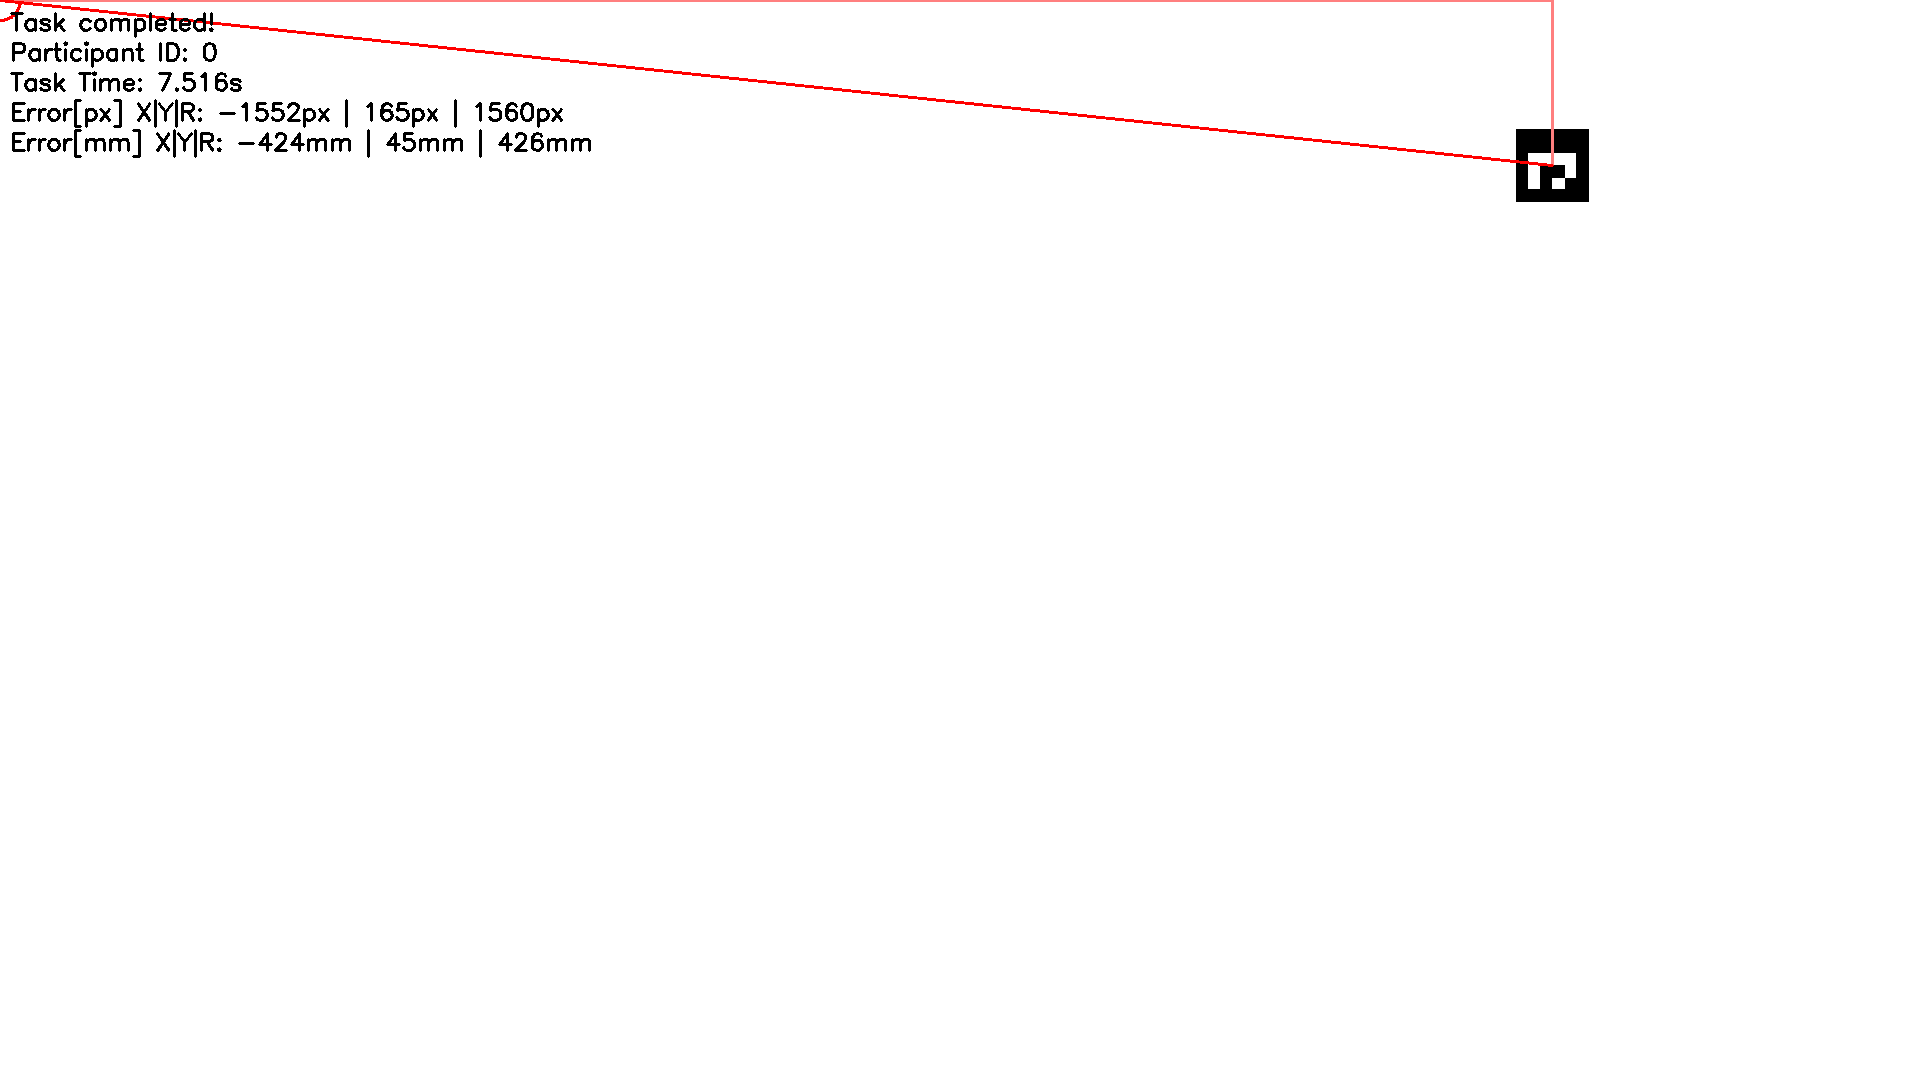 Task completed!
Participant ID: 0
Task Time: 7.516s
Error[px] X|Y|R: -1552px | 165px | 1560px
Error[mm] X|Y|R: -424mm | 45mm | 426mm